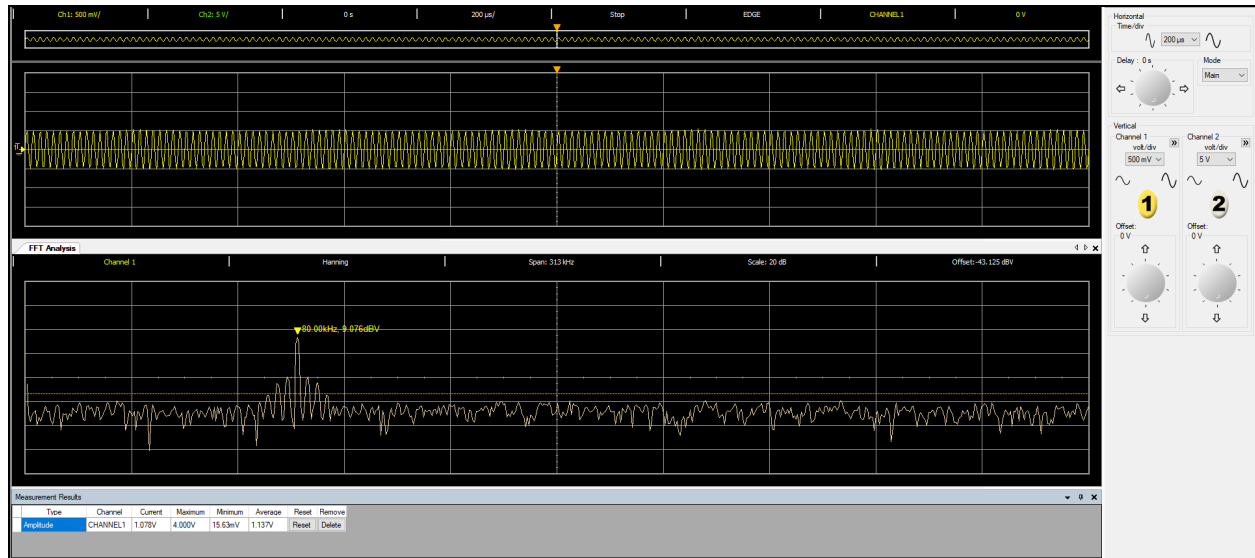 Ch1: 500 mV/ Ch2: 5 V/ 0 s 200 µs/ Stop EDGE CHANNEL1 0 V
Horizontal
Time/div
200 µs
Delay : 0 s
Mode
Main
Vertical
Channel 1
volt/div
500 mV
1
Offset:
0 V
Channel 2
volt/div
5 V
2
Offset:
0 V
T
FFT Analysis
Channel 1 Hanning Span: 313 kHz Scale: 20 dB Offset:-43.125 dBV
80.00kHz, 9.076dBV
Measurement Results
Type Channel Current Maximum Minimum Average Reset Remove
Amplitude CHANNEL1 1.078V 4.000V 15.63mV 1.137V Reset Delete